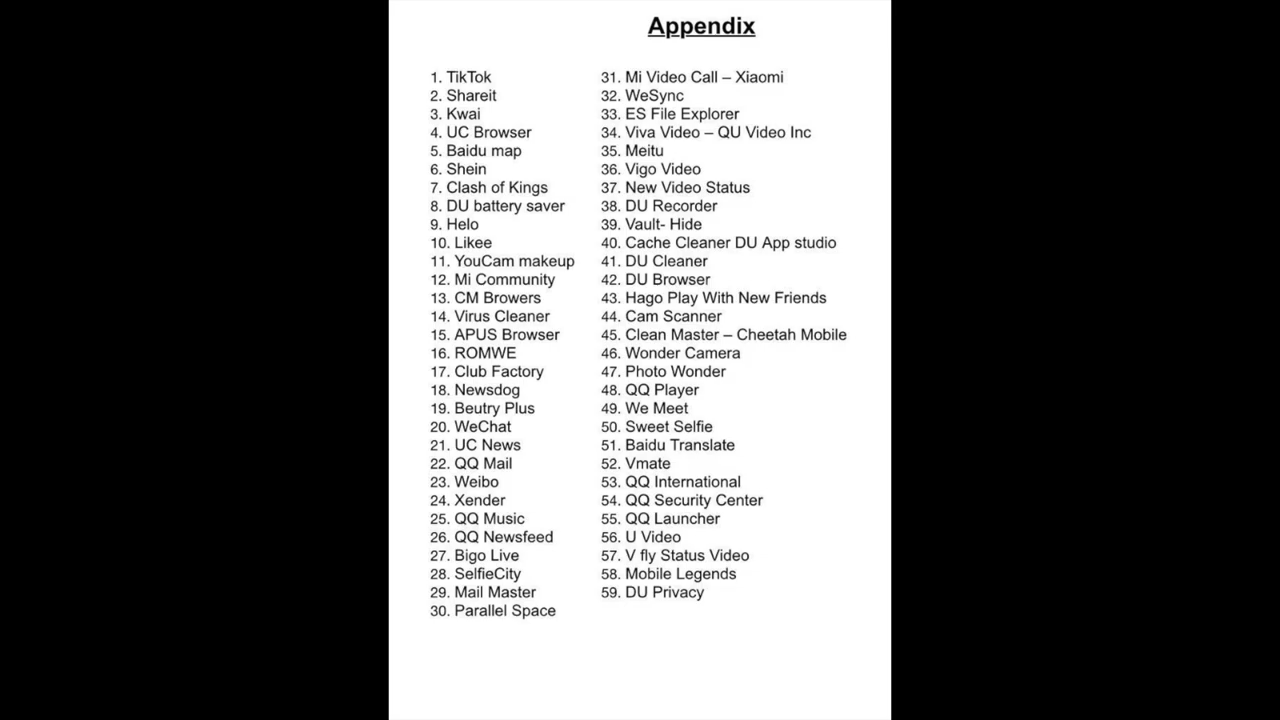 Appendix
1. TikTok
2. Shareit
3. Kwai
4. UC Browser
5. Baidu map
6. Shein
7. Clash of Kings
8. DU battery saver
9. Helo
10. Likee
11. YouCam makeup
12. Mi Community
13. CM Browers
14. Virus Cleaner
15. APUS Browser
16. ROMWE
17. Club Factory
18. Newsdog
19. Beutry Plus
20. WeChat
21. UC News
22. QQ Mail
23. Weibo
24. Xender
25. QQ Music
26. QQ Newsfeed
27. Bigo Live
28. SelfieCity
29. Mail Master
30. Parallel Space
31. Mi Video Call – Xiaomi
32. WeSync
33. ES File Explorer
34. Viva Video – QU Video Inc
35. Meitu
36. Vigo Video
37. New Video Status
38. DU Recorder
39. Vault- Hide
40. Cache Cleaner DU App studio
41. DU Cleaner
42. DU Browser
43. Hago Play With New Friends
44. Cam Scanner
45. Clean Master – Cheetah Mobile
46. Wonder Camera
47. Photo Wonder
48. QQ Player
49. We Meet
50. Sweet Selfie
51. Baidu Translate
52. Vmate
53. QQ International
54. QQ Security Center
55. QQ Launcher
56. U Video
57. V fly Status Video
58. Mobile Legends
59. DU Privacy